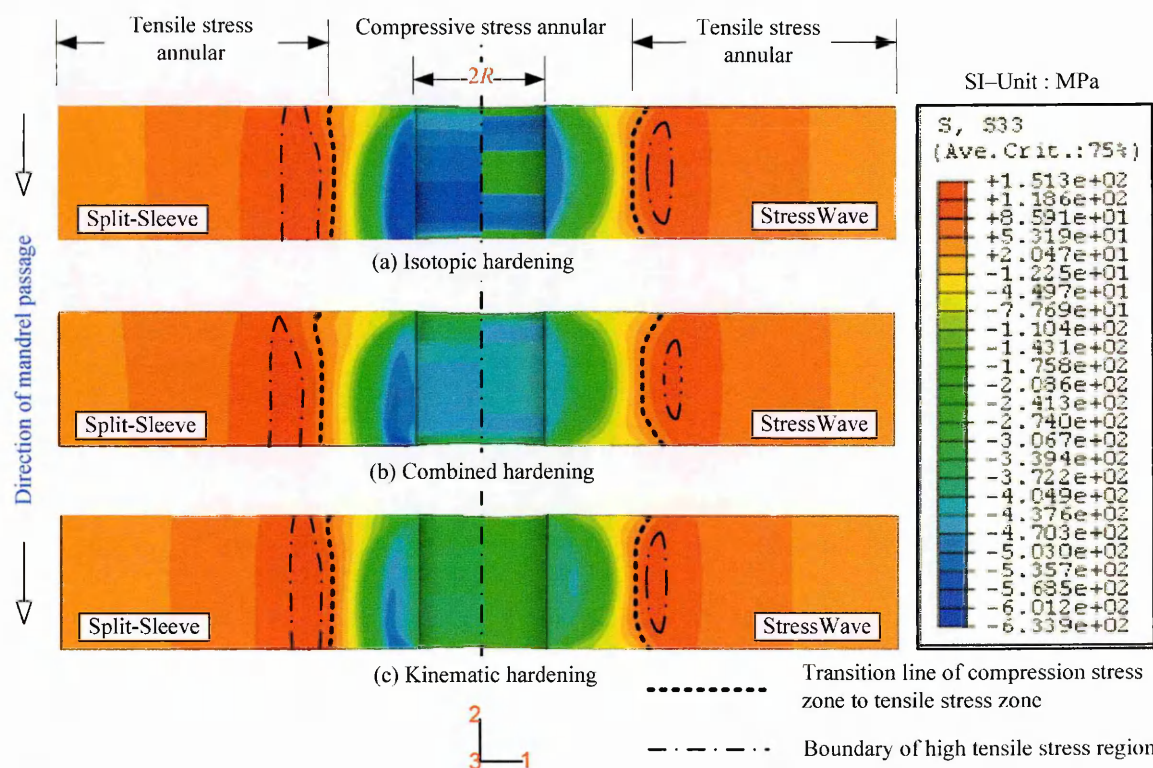 Tensile stress
annular
Compressive stress annular
Tensile stress
annular
2R
SI–Unit : MPa
Direction of mandrel passage
Split-Sleeve
StressWave
(a) Isotopic hardening
Split-Sleeve
StressWave
(b) Combined hardening
Split-Sleeve
StressWave
(c) Kinematic hardening
S, S33
(Ave.Crit.:75%)
+1.513e+02
+1.186e+02
+8.591e+01
+5.319e+01
+2.047e+01
-1.225e+01
-4.497e+01
-7.769e+01
-1.104e+02
-1.431e+02
-1.758e+02
-2.086e+02
-2.413e+02
-2.740e+02
-3.067e+02
-3.394e+02
-3.722e+02
-4.049e+02
-4.376e+02
-4.703e+02
-5.030e+02
-5.357e+02
-5.685e+02
-6.012e+02
-6.339e+02
2
3
1
Transition line of compression stress
zone to tensile stress zone
Boundary of high tensile stress region